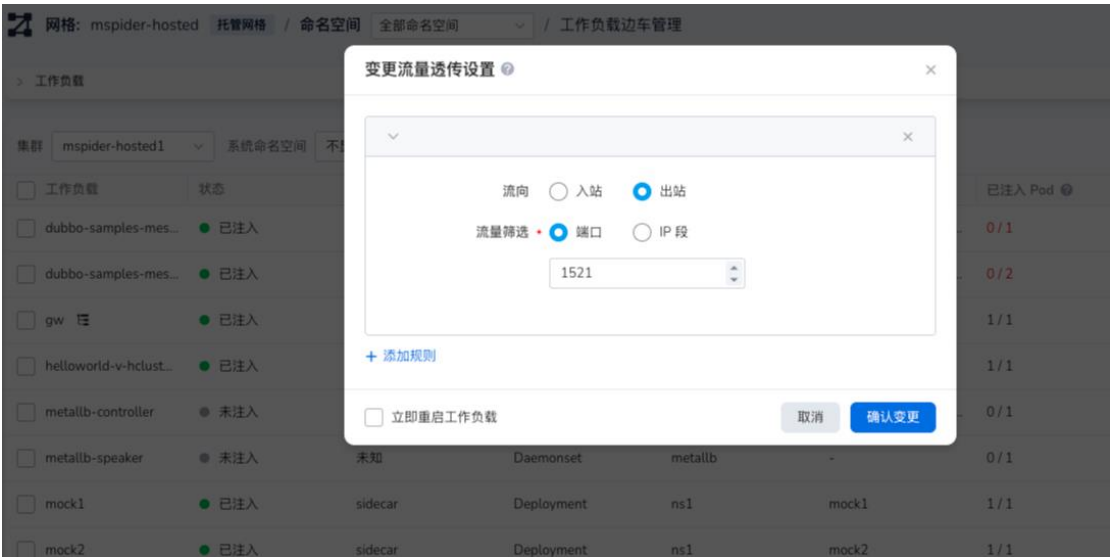 网格: mspider-hosted 托管网格 / 命名空间 全部命名空间 / 工作负载边车管理
变更流量透传设置
工作负载
集群 mspider-hosted1 系统命名空间
流向 入站 出站
流量筛选 • 端口 IP 段
1521
+ 添加规则
立即重启工作负载
取消 确认变更
工作负载 状态 已注入 Pod
dubbo-samples-mes... 已注入 0 / 1
dubbo-samples-mes... 已注入 0 / 2
gw 已注入 1 / 1
helloworld-v-hclust... 已注入 1 / 1
metallb-controller 未注入 0 / 1
metallb-speaker 未注入 未知 Daemonset metallb - 0 / 1
mock1 已注入 sidecar Deployment ns1 mock1 1 / 1
mock2 已注入 sidecar Deployment ns1 mock2 1 / 1